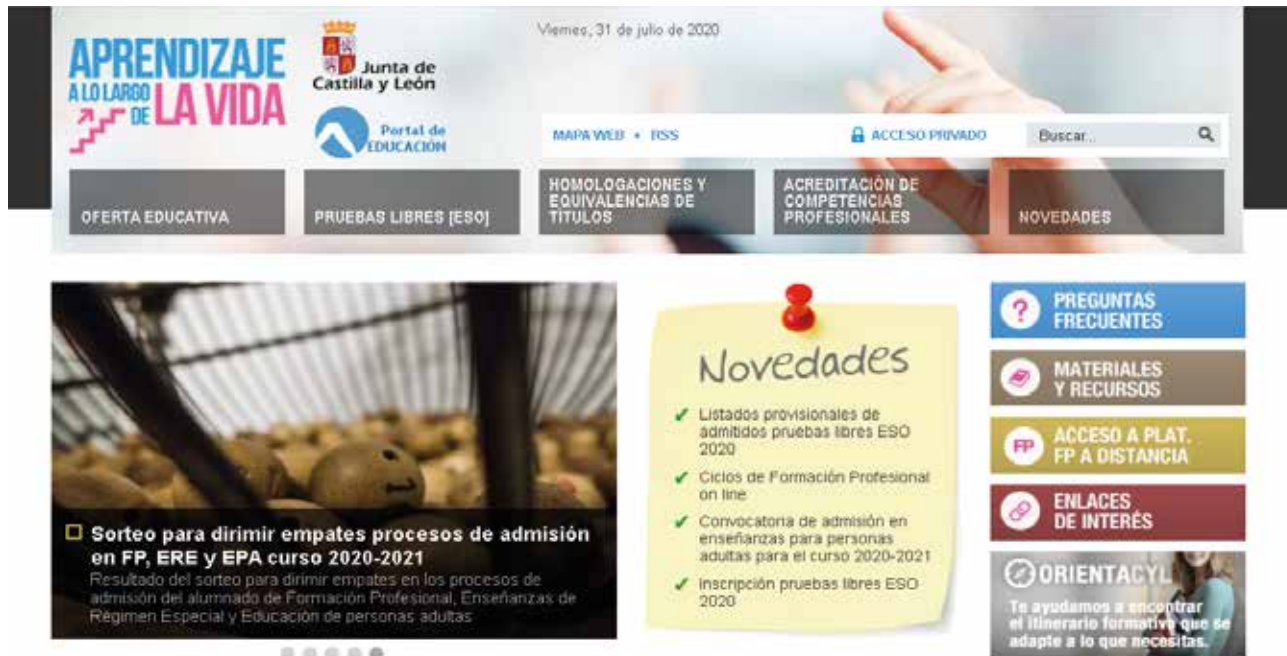 APRENDIZAJE
A LO LARGO
DE LA VIDA
Junta de
Castilla y León
Portal de
EDUCACIÓN
Viernes, 31 de julio de 2020
MAPA WEB • RSS
ACCESO PRIVADO
Buscar...
OFERTA EDUCATIVA
PRUEBAS LIBRES [ESO]
HOMOLOGACIONES Y
EQUIVALENCIAS DE
TÍTULOS
ACREDITACIÓN DE
COMPETENCIAS
PROFESIONALES
NOVEDADES
Sorteo para dirimir empates procesos de admisión
en FP, ERE y EPA curso 2020-2021
Resultado del sorteo para dirimir empates en los procesos de
admisión del alumnado de Formación Profesional, Enseñanzas de
Régimen Especial y Educación de personas adultas
Novedades
Listados provisionales de
admitidos pruebas libres ESO
2020
Ciclos de Formación Profesional
on line
Convocatoria de admisión en
enseñanzas para personas
adultas para el curso 2020-2021
Inscripción pruebas libres ESO
2020
PREGUNTAS
FRECUENTES
MATERIALES
Y RECURSOS
FP
ACCESO A PLAT.
FP A DISTANCIA
ENLACES
DE INTERÉS
ORIENTACYL
Te ayudamos a encontrar
el itinerario formativo que se
adapte a lo que necesitas.